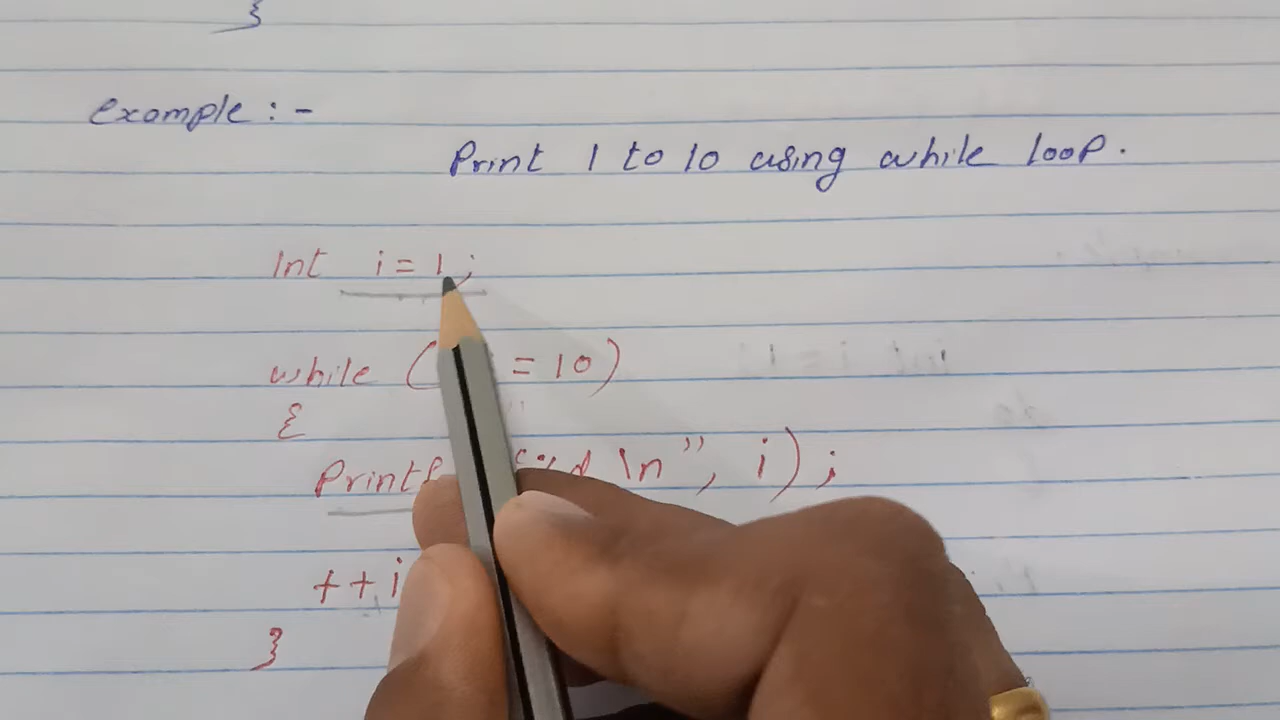 }
Example : -
Print 1 to 10 using while loop.
Int i = 1 ;
while ( = 10 )
{
Printf \n ” , i ) ;
+ + i
}